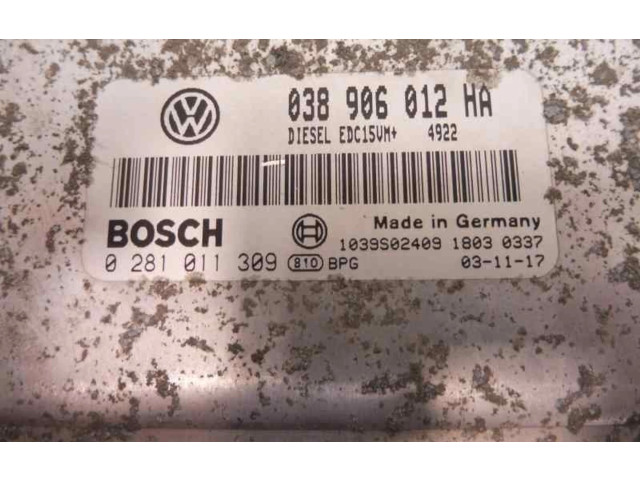 038 906 012 HA
DIESEL EDC15VM+ 4922
BOSCH
Made in Germany
1039S02409 1803 0337
0 281 011 309 810 BPG 03-11-17